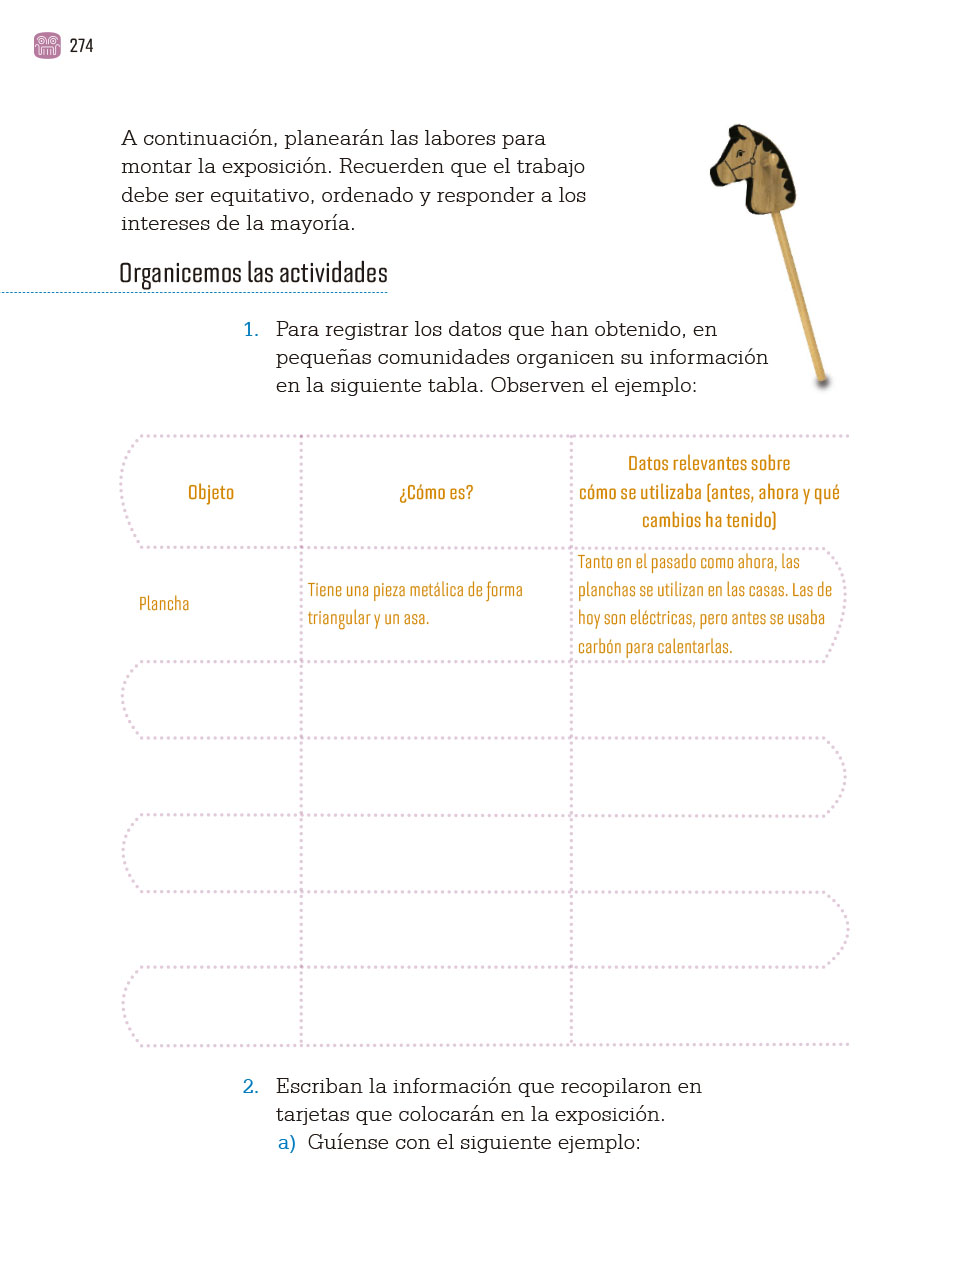 274
A continuación, planearán las labores para
montar la exposición. Recuerden que el trabajo
debe ser equitativo, ordenado y responder a los
intereses de la mayoría.
Organicemos las actividades
1. Para registrar los datos que han obtenido, en
pequeñas comunidades organicen su información
en la siguiente tabla. Observen el ejemplo:
Objeto
¿Cómo es?
Datos relevantes sobre
cómo se utilizaba (antes, ahora y qué
cambios ha tenido)
Plancha
Tiene una pieza metálica de forma
triangular y un asa.
Tanto en el pasado como ahora, las
planchas se utilizan en las casas. Las de
hoy son eléctricas, pero antes se usaba
carbón para calentarlas.
2. Escriban la información que recopilaron en
tarjetas que colocarán en la exposición.
a) Guíense con el siguiente ejemplo: